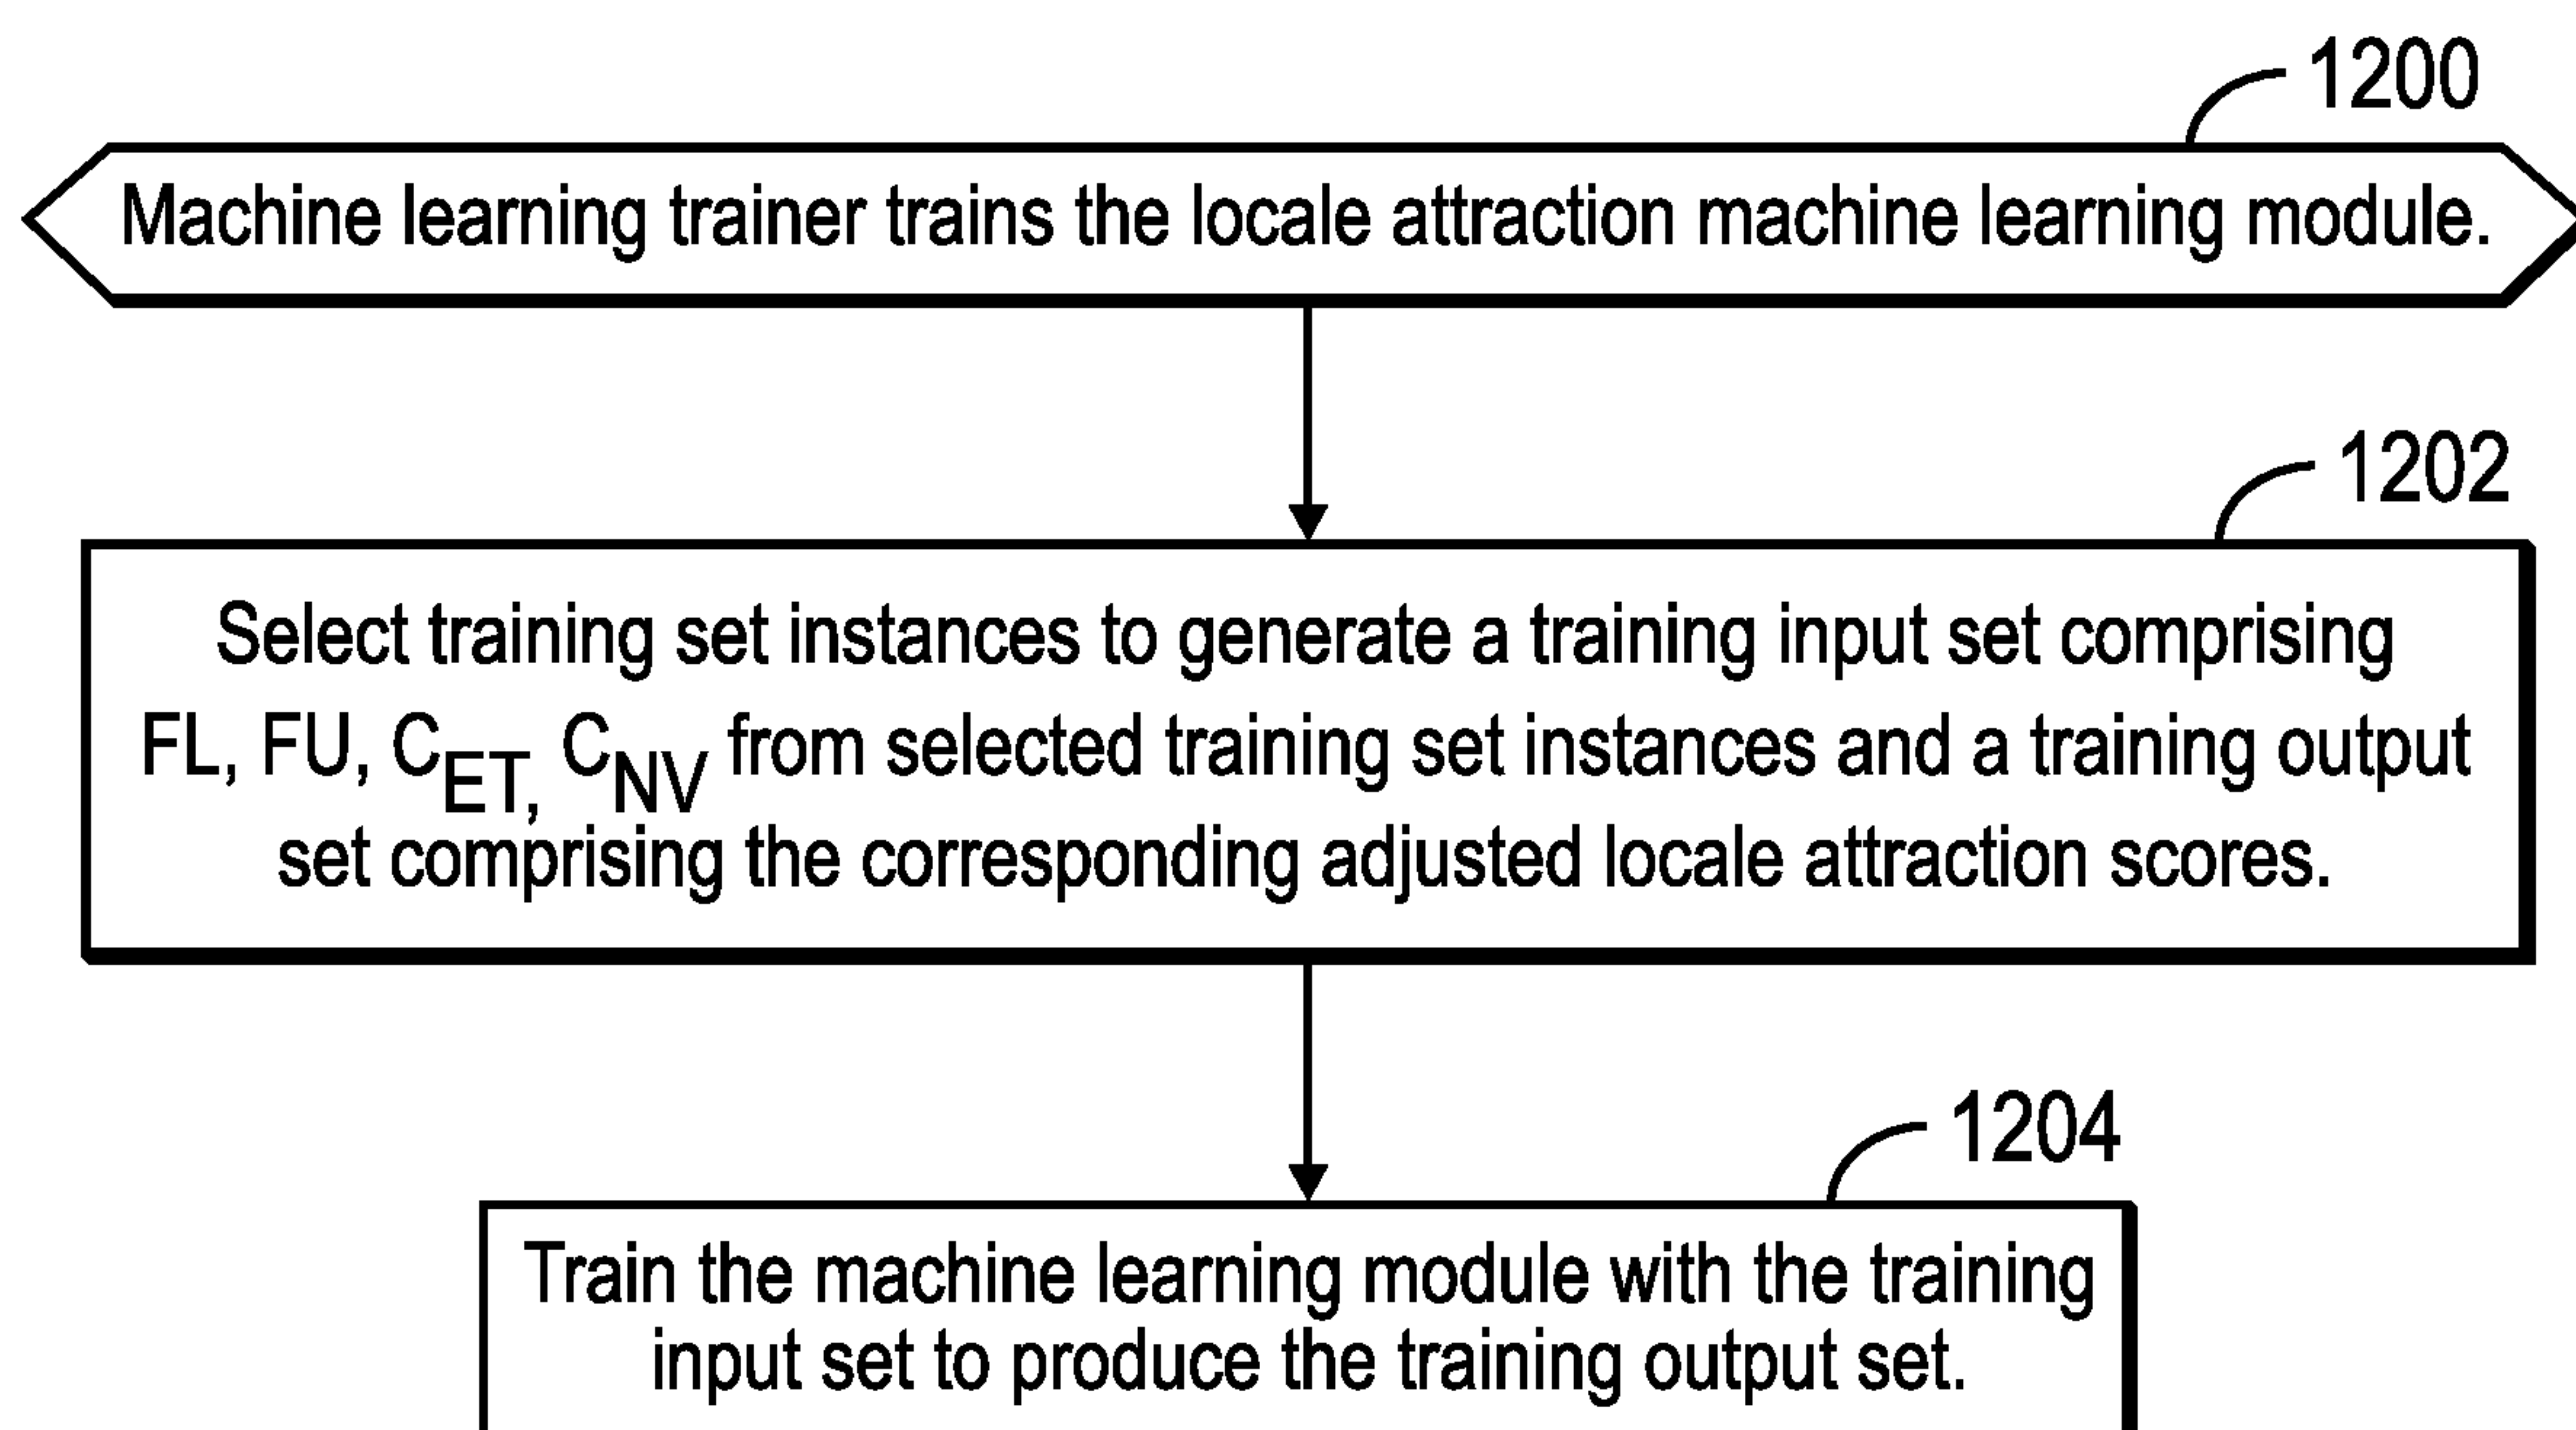 1200
Machine learning trainer trains the locale attraction machine learning module.
1202
Select training set instances to generate a training input set comprising
FL, FU, C_ET, C_NV from selected training set instances and a training output
set comprising the corresponding adjusted locale attraction scores.
1204
Train the machine learning module with the training
input set to produce the training output set.